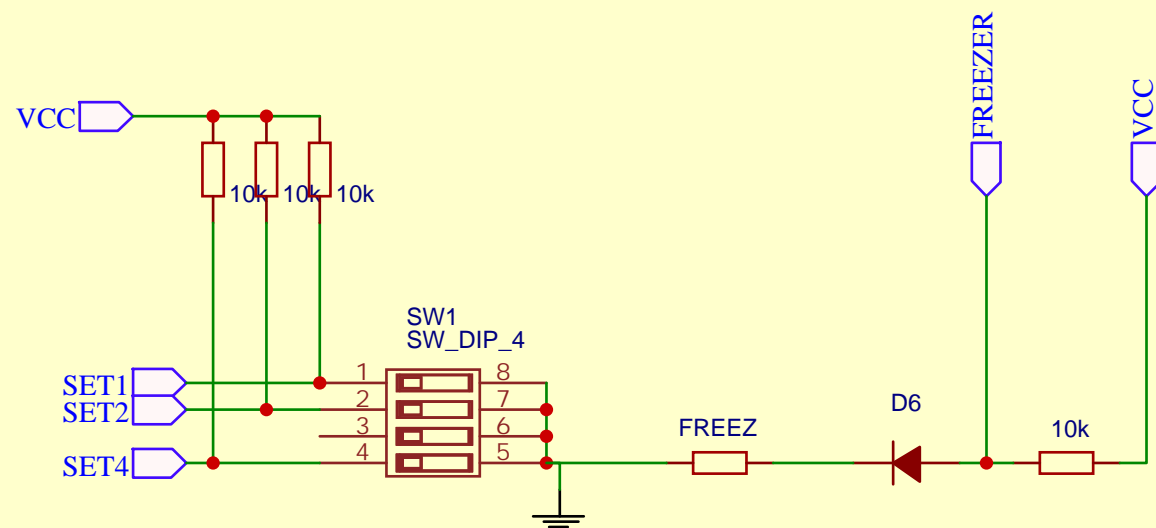 FREEZER
VCC
VCC
10k
10k
10k
SW1
SW_DIP_4
SET1
SET2
SET4
1
2
3
4
8
7
6
5
FREEZ
D6
10k